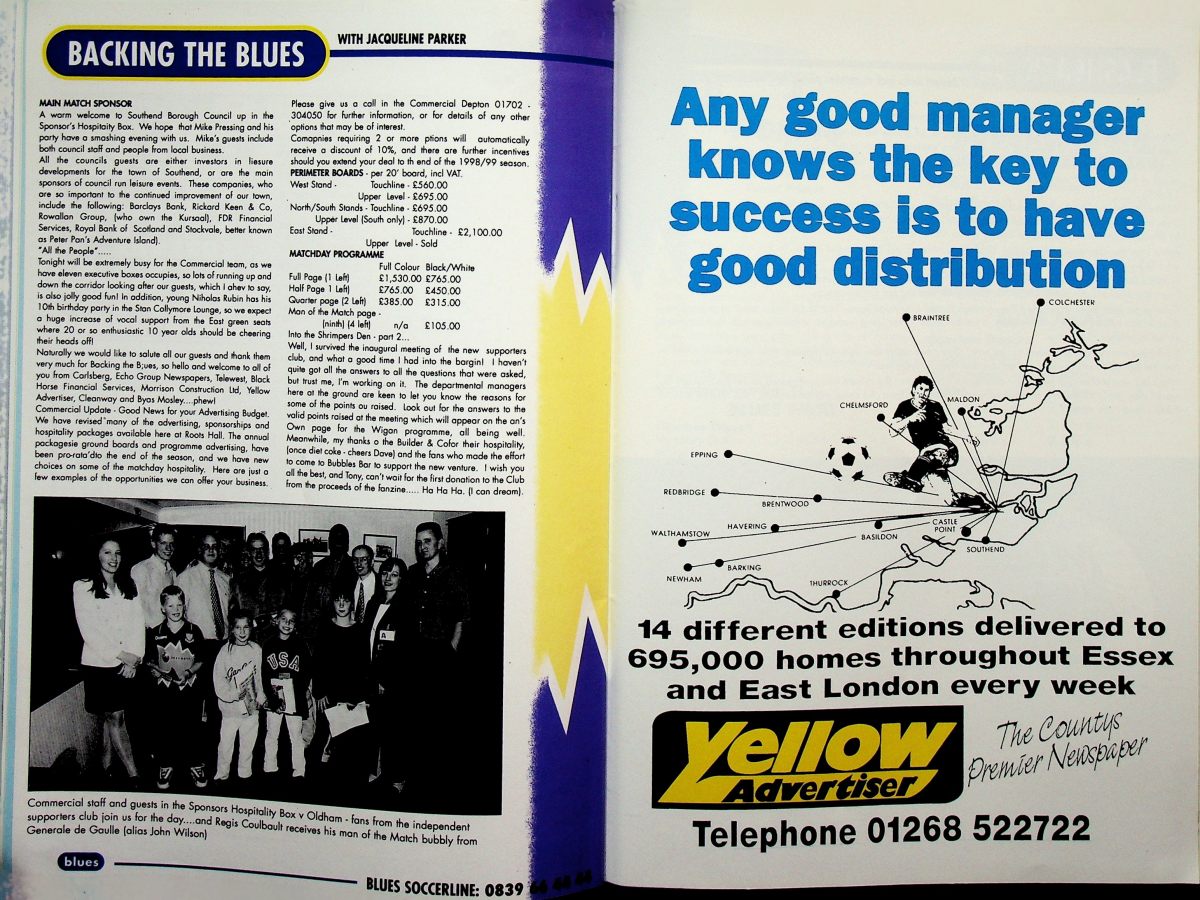 BACKING THE BLUES
WITH JACQUELINE PARKER
MAIN MATCH SPONSOR
A warm welcome to Southend Borough Council up in the
Sponsor's Hospitaity Box. We hope that Mike Pressing and his
party have a smashing evening with us. Mike's guests include
both council staff and people from local business.
All the councils guests are either investors in liesure
developments for the town of Southend, or are the main
sponsors of council run leisure events. These companies, who
are so important to the continued improvement of our town,
include the following: Barclays Bank, Rickard Keen & Co,
Rowallan Group, (who own the Kursaal), FDR Financial
Services, Royal Bank of Scotland and Stockvale, better known
as Peter Pan's Adventure Island).
"All the People".....
Tonight will be extremely busy for the Commercial team, as we
have eleven executive boxes occupies, so lots of running up and
down the corridor looking after our guests, which I ahev to say,
is also jolly good fun! In addition, young Niholas Rubin has his
10th birthday party in the Stan Collymore Lounge, so we expect
a huge increase of vocal support from the East green seats
where 20 or so enthusiastic 10 year olds should be cheering
their heads off!
Naturally we would like to salute all our guests and thank them
very much for Backing the B;ues, so hello and welcome to all of
you from Carlsberg, Echo Group Newspapers, Telewest, Black
Horse Financial Services, Morrison Construction Ltd, Yellow
Advertiser, Cleanway and Byas Mosley....phew!
Commercial Update - Good News for your Advertising Budget.
We have revised many of the advertising, sponsorships and
hospitality packages available here at Roots Hall. The annual
packagesie ground boards and programme advertising, have
been pro-rata'do the end of the season, and we have new
choices on some of the matchday hospitality. Here are just a
few examples of the opportunities we can offer your business.
Please give us a call in the Commercial Depton 01702 -
304050 for further information, or for details of any other
options that may be of interest.
Comapnies requiring 2 or more ptions will automatically
receive a discount of 10%, and there are further incentives
should you extend your deal to th end of the 1998/99 season.
PERIMETER BOARDS - per 20' board, incl VAT.
West Stand - Touchline - £560.00
Upper Level - £695.00
North/South Stands - Touchline - £695.00
Upper Level (South only) - £870.00
East Stand - Touchline - £2,100.00
Upper Level - Sold
MATCHDAY PROGRAMME
Full Colour Black/White
Full Page (1 Left) £1,530.00 £765.00
Half Page 1 Left) £765.00 £450.00
Quarter page (2 Left) £385.00 £315.00
Man of the Match page -
(ninth) (4 left) n/a £105.00
Into the Shrimpers Den - part 2...
Well, I survived the inaugural meeting of the new supporters
club, and what a good time I had into the bargin! I haven't
quite got all the answers to all the questions that were asked,
but trust me, I'm working on it. The departmental managers
here at the ground are keen to let you know the reasons for
some of the points ou raised. Look out for the answers to the
valid points raised at the meeting which will appear on the an's
Own page for the Wigan programme, all being well.
Meanwhile, my thanks o the Builder & Cofor their hospitality,
(once diet coke - cheers Dave) and the fans who made the effort
to come to Bubbles Bar to support the new venture. I wish you
all the best, and Tony, can't wait for the first donation to the Club
from the proceeds of the fanzine..... Ha Ha Ha. (I can dream).
USA
Commercial staff and guests in the Sponsors Hospitality Box v Oldham - fans from the independent
supporters club join us for the day....and Regis Coulbault receives his man of the Match bubbly from
Generale de Gaulle (alias John Wilson)
blues
BLUES SOCCERLINE: 0839 66 68 66
Any good manager
knows the key to
success is to have
good distribution
COLCHESTER
BRAINTREE
MALDON
CHELMSFORD
EPPING
REDBRIDGE
BRENTWOOD
HAVERING
CASTLE
POINT
WALTHAMSTOW
BASILDON
SOUTHEND
BARKING
NEWHAM
THURROCK
14 different editions delivered to
695,000 homes throughout Essex
and East London every week
Yellow
Advertiser
The Countys
Premier Newspaper
Telephone 01268 522722